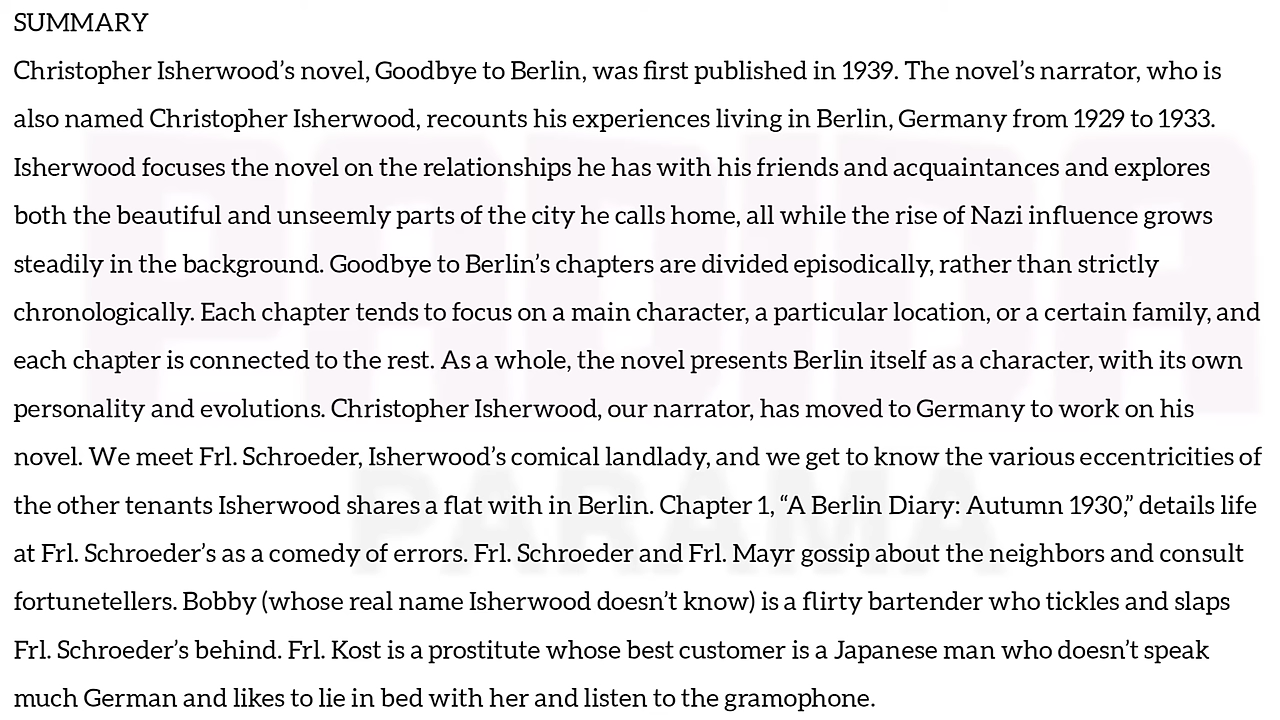 SUMMARY
Christopher Isherwood’s novel, Goodbye to Berlin, was first published in 1939. The novel’s narrator, who is
also named Christopher Isherwood, recounts his experiences living in Berlin, Germany from 1929 to 1933.
Isherwood focuses the novel on the relationships he has with his friends and acquaintances and explores
both the beautiful and unseemly parts of the city he calls home, all while the rise of Nazi influence grows
steadily in the background. Goodbye to Berlin’s chapters are divided episodically, rather than strictly
chronologically. Each chapter tends to focus on a main character, a particular location, or a certain family, and
each chapter is connected to the rest. As a whole, the novel presents Berlin itself as a character, with its own
personality and evolutions. Christopher Isherwood, our narrator, has moved to Germany to work on his
novel. We meet Frl. Schroeder, Isherwood’s comical landlady, and we get to know the various eccentricities of
the other tenants Isherwood shares a flat with in Berlin. Chapter 1, “A Berlin Diary: Autumn 1930,” details life
at Frl. Schroeder’s as a comedy of errors. Frl. Schroeder and Frl. Mayr gossip about the neighbors and consult
fortunetellers. Bobby (whose real name Isherwood doesn’t know) is a flirty bartender who tickles and slaps
Frl. Schroeder’s behind. Frl. Kost is a prostitute whose best customer is a Japanese man who doesn’t speak
much German and likes to lie in bed with her and listen to the gramophone.
PADIDA
PARAMA